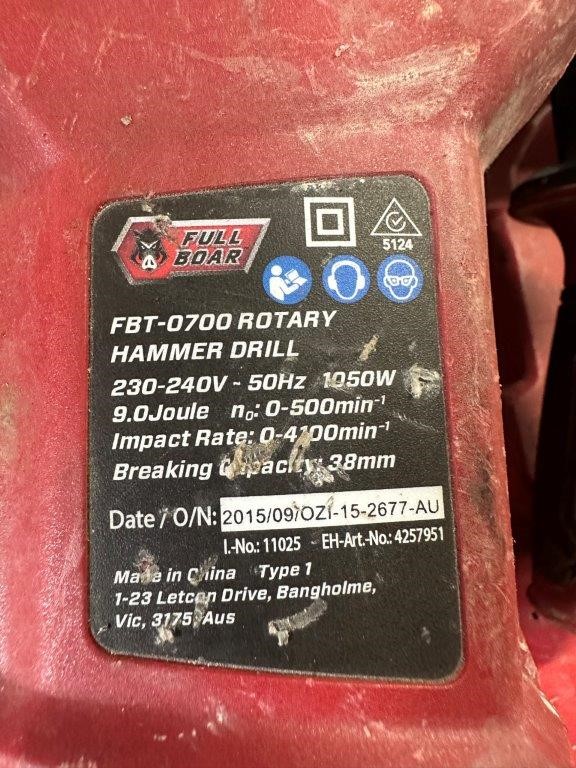 FULL
BOAR
5124
FBT-0700 ROTARY
HAMMER DRILL
230-240V ~ 50Hz 1050W
9.0Joule n₀: 0-500min⁻¹
Impact Rate: 0-4100min⁻¹
Breaking Capacity: 38mm
Date / O/N: 2015/09/OZI-15-2677-AU
I.-No.: 11025 EH-Art.-No.: 4257951
Made in China Type 1
1-23 Letcon Drive, Bangholme,
Vic, 3175, Aus